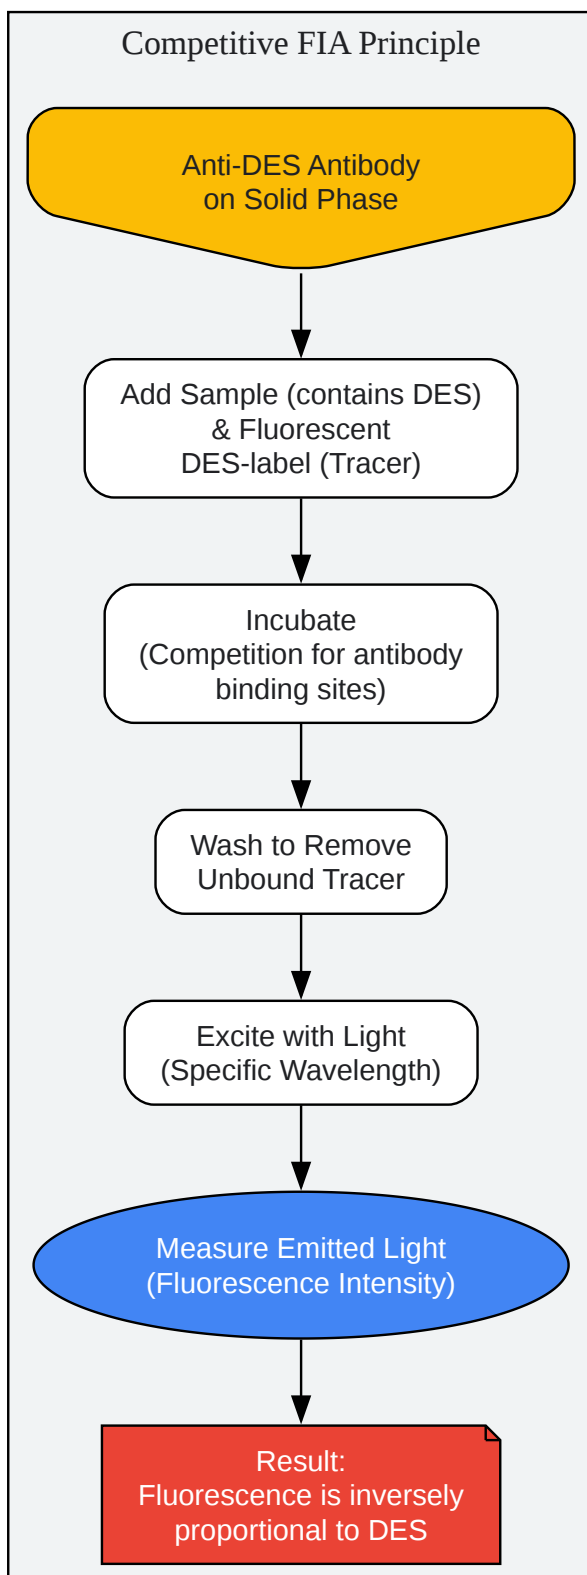 Competitive FIA Principle
Anti-DES Antibody
on Solid Phase
Add Sample (contains DES)
& Fluorescent
DES-label (Tracer)
Incubate
(Competition for antibody
binding sites)
Wash to Remove
Unbound Tracer
Excite with Light
(Specific Wavelength)
Measure Emitted Light
(Fluorescence Intensity)
Result:
Fluorescence is inversely
proportional to DES